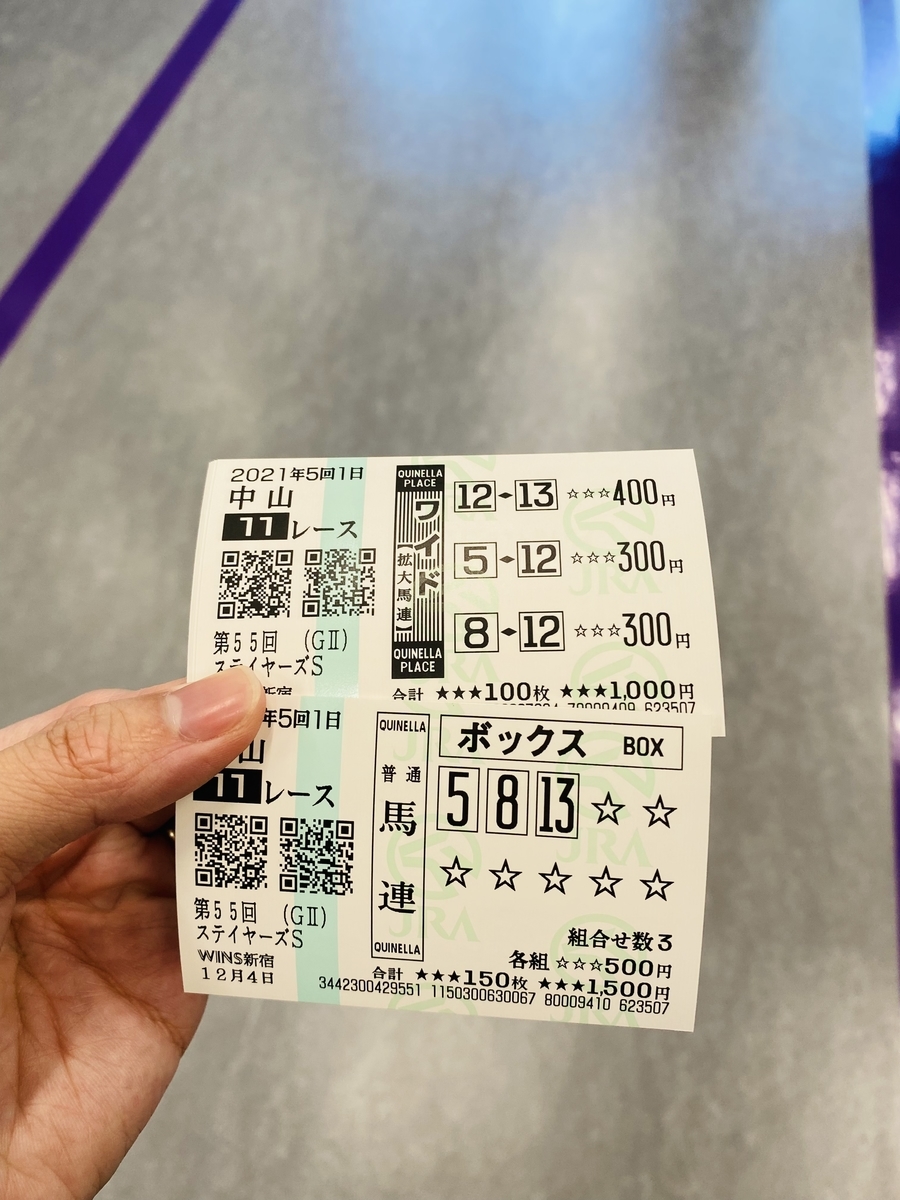 2021年5回1日
中山
11レース
第55回 (GⅡ)
ステイヤーズS
新宿
QUINELLA PLACE
ワイド
【拡大馬連】
QUINELLA PLACE
12-13 ☆☆☆400円
5-12 ☆☆☆300円
8-12 ☆☆☆300円
合計 ★★★100枚 ★★★1,000円
JRA
年5回1日
山
11レース
第55回 (GⅡ)
ステイヤーズS
WINS新宿
12月4日
QUINELLA
普通
馬連
QUINELLA
ボックス BOX
5 8 13 ☆ ☆
☆ ☆ ☆ ☆ ☆
組合せ数3
各組 ☆☆☆500円
合計 ★★★150枚 ★★★1,500円
3442300429551 1150300630067 80009410 623507
JRA
JRA